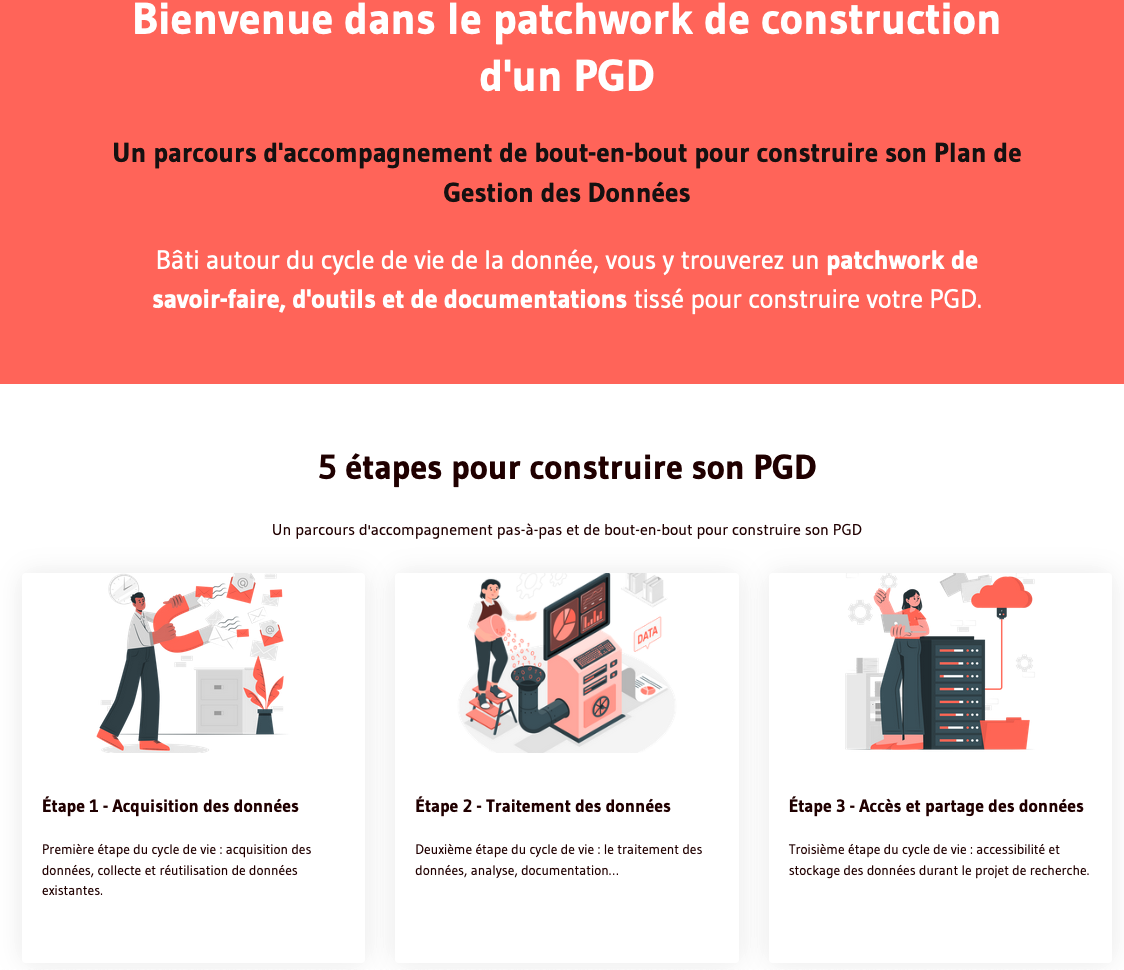 Bienvenue dans le patchwork de construction
d'un PGD
Un parcours d'accompagnement de bout-en-bout pour construire son Plan de
Gestion des Données
Bâti autour du cycle de vie de la donnée, vous y trouverez un patchwork de
savoir-faire, d'outils et de documentations tissé pour construire votre PGD.
5 étapes pour construire son PGD
Un parcours d'accompagnement pas-à-pas et de bout-en-bout pour construire son PGD
DATA
Étape 1 - Acquisition des données
Première étape du cycle de vie : acquisition des
données, collecte et réutilisation de données
existantes.
Étape 2 - Traitement des données
Deuxième étape du cycle de vie : le traitement des
données, analyse, documentation...
Étape 3 - Accès et partage des données
Troisième étape du cycle de vie : accessibilité et
stockage des données durant le projet de recherche.